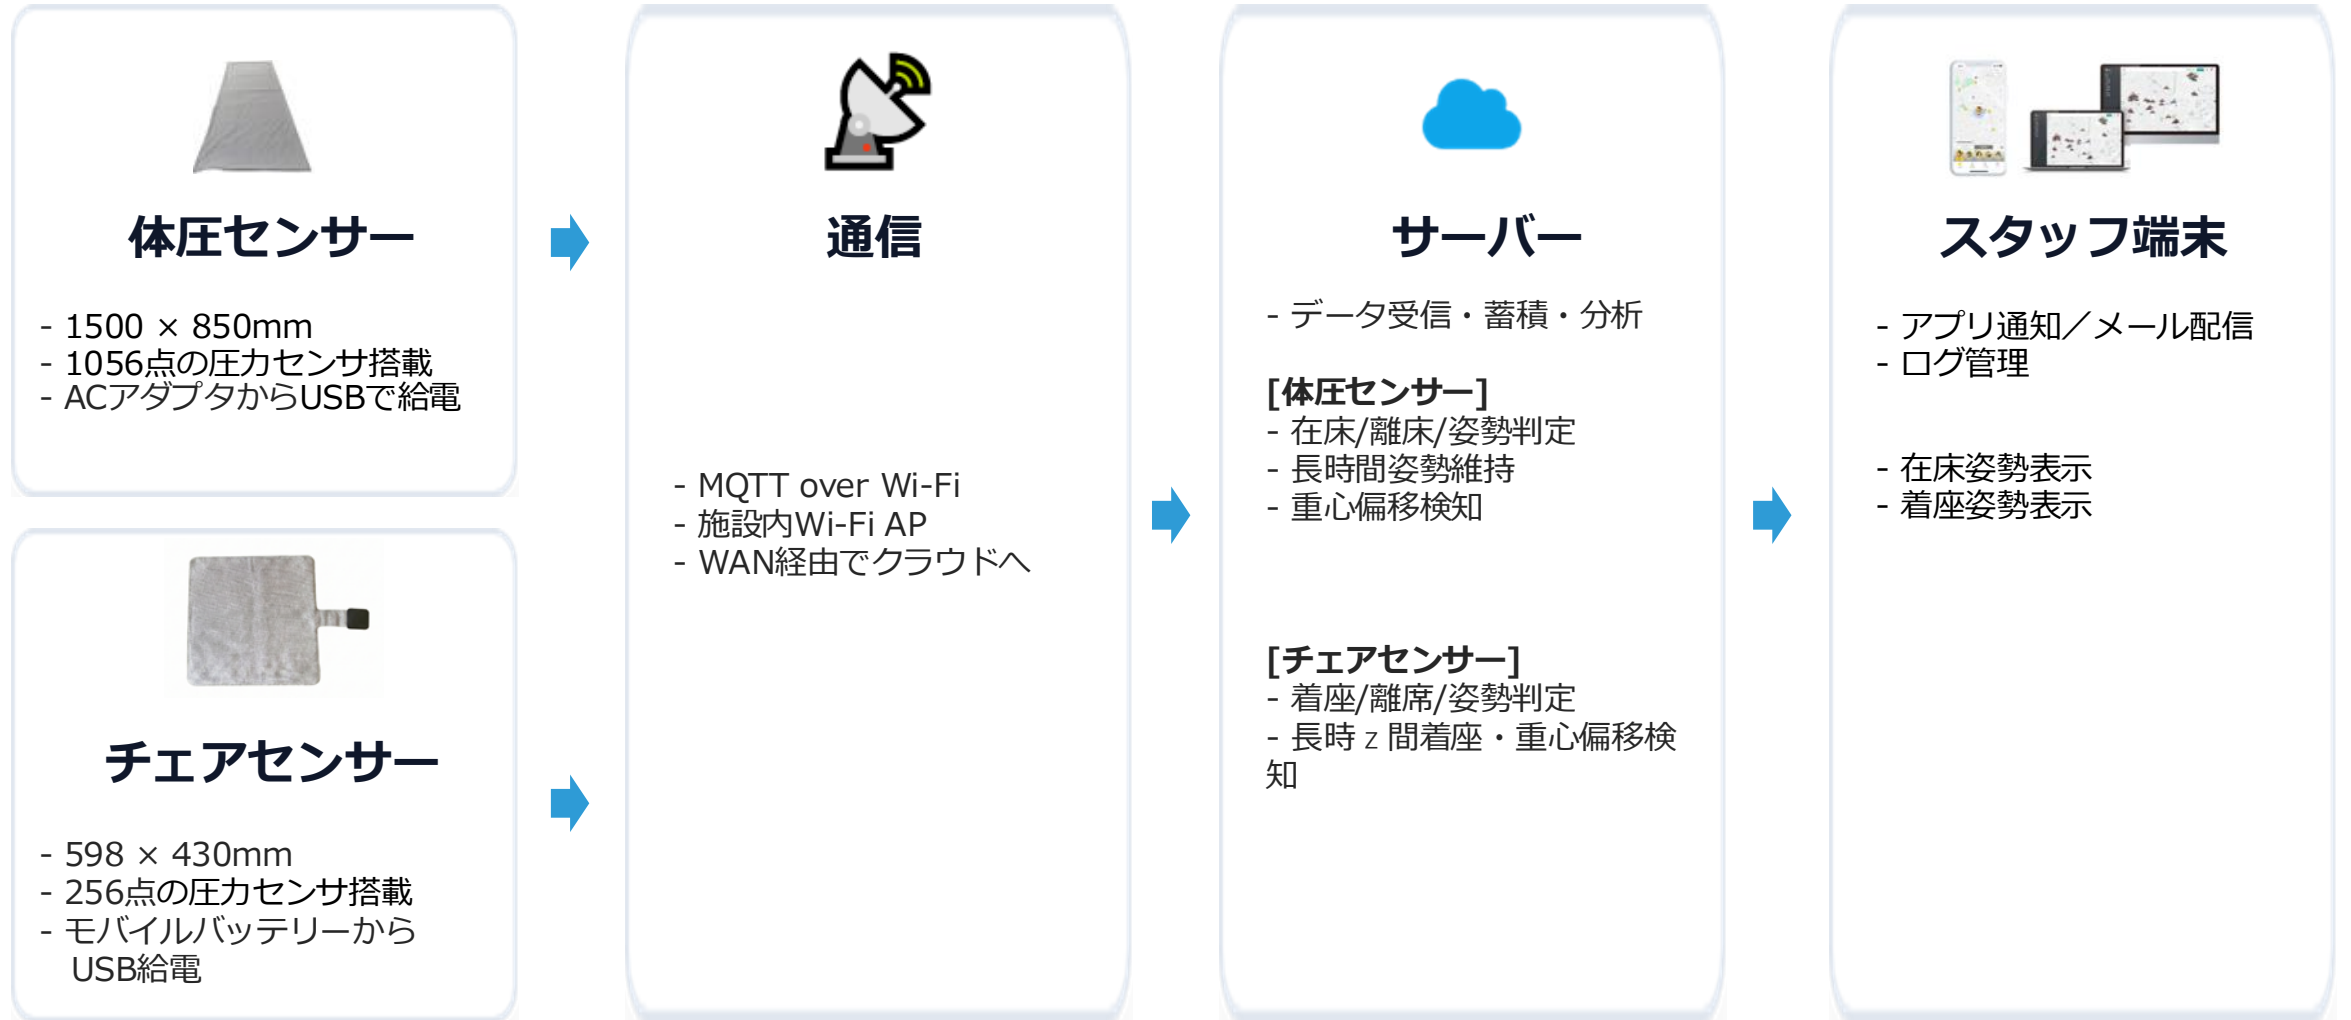 体圧センサー
- 1500 × 850mm
- 1056点の圧力センサ搭載
- ACアダプタからUSBで給電
チェアセンサー
- 598 × 430mm
- 256点の圧力センサ搭載
- モバイルバッテリーから
USB給電
通信
- MQTT over Wi-Fi
- 施設内Wi-Fi AP
- WAN経由でクラウドへ
サーバー
- データ受信・蓄積・分析
[体圧センサー]
- 在床/離床/姿勢判定
- 長時間姿勢維持
- 重心偏移検知
[チェアセンサー]
- 着座/離席/姿勢判定
- 長時 z 間着座・重心偏移検
知
スタッフ端末
- アプリ通知／メール配信
- ログ管理
- 在床姿勢表示
- 着座姿勢表示